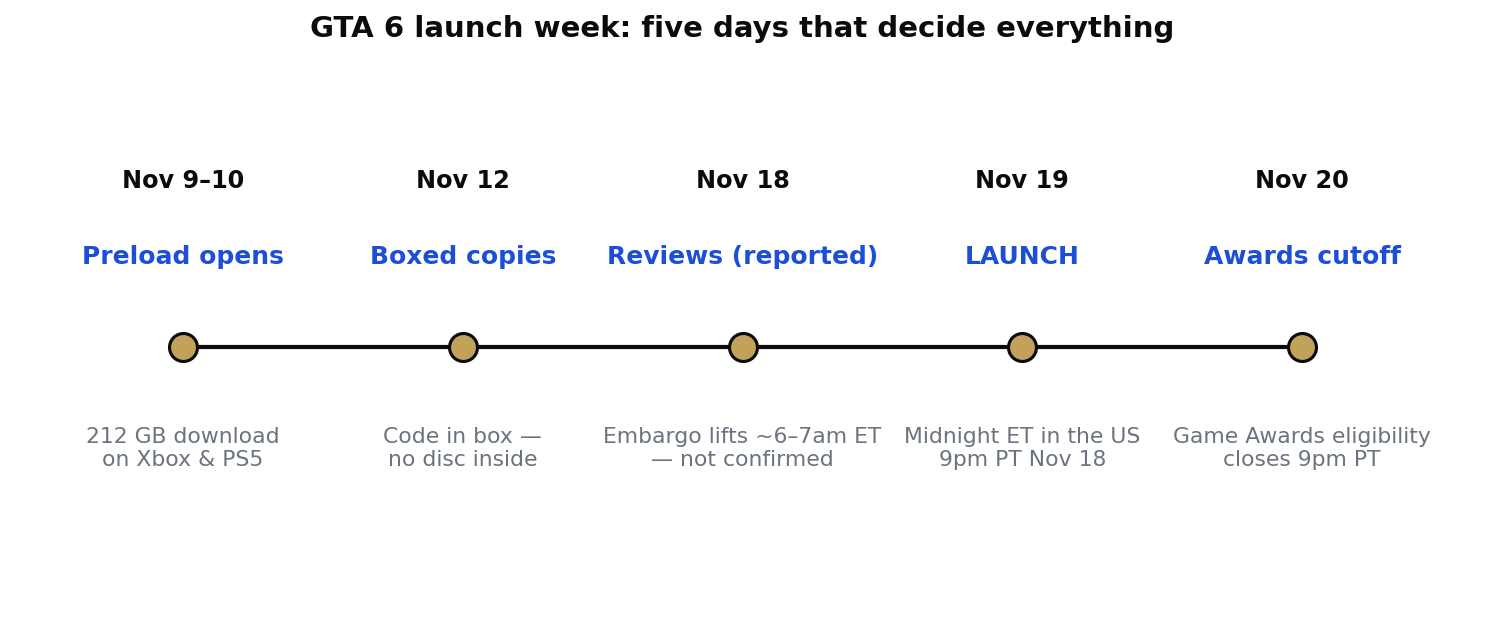 GTA 6 launch week: five days that decide everything
Nov 9–10
Nov 12
Nov 18
Nov 19
Nov 20
Preload opens
Boxed copies
Reviews (reported)
LAUNCH
Awards cutoff
212 GB download
on Xbox & PS5
Code in box —
no disc inside
Embargo lifts ~6–7am ET
— not confirmed
Midnight ET in the US
9pm PT Nov 18
Game Awards eligibility
closes 9pm PT